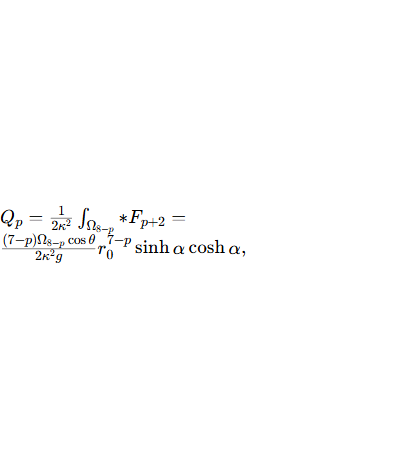 $Q_p = \frac{1}{2\kappa^2} \int_{\Omega_{8-p}} *F_{p+2} =$
$\frac{(7-p)\Omega_{8-p}\cos\theta}{2\kappa^2 g} r_0^{7-p} \sinh\alpha\cosh\alpha,$